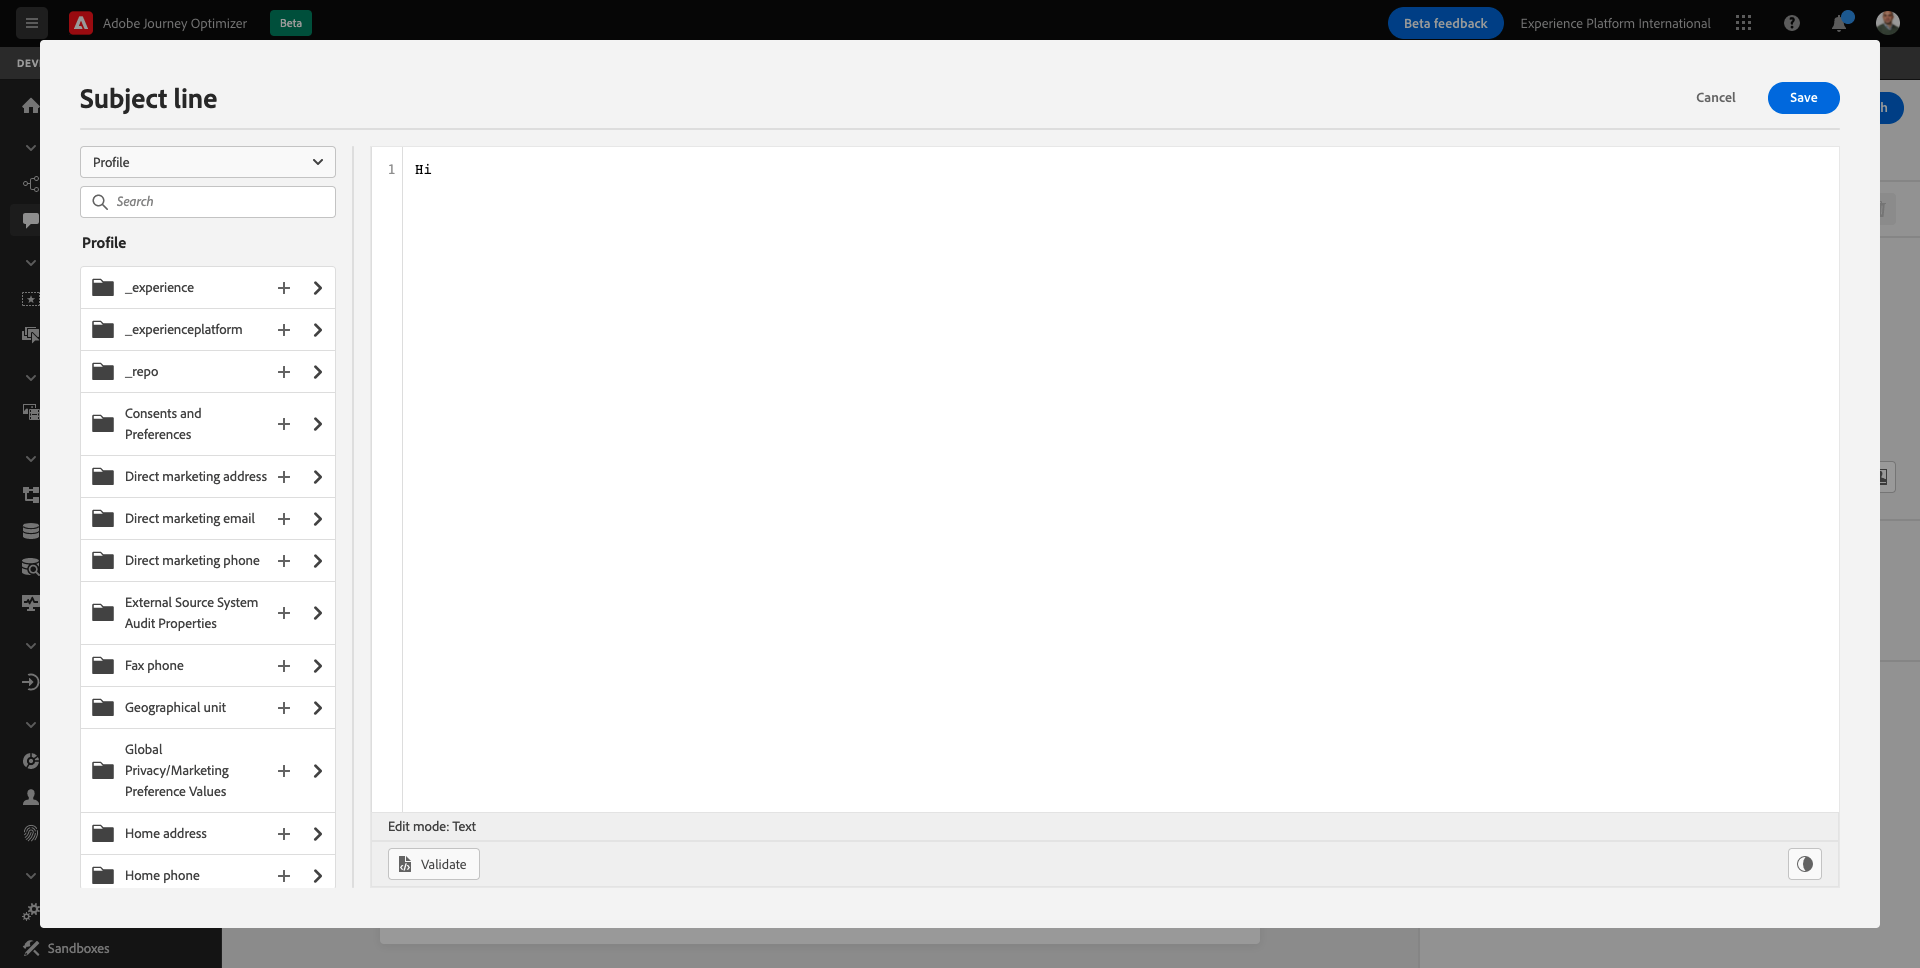 Adobe Journey Optimizer
Beta
Beta feedback
Experience Platform International
Subject line
Cancel
Save
Profile
Search
Profile
_experience
_experienceplatform
_repo
Consents and
Preferences
Direct marketing address
Direct marketing email
Direct marketing phone
External Source System
Audit Properties
Fax phone
Geographical unit
Global
Privacy/Marketing
Preference Values
Home address
Home phone
1 Hi
Edit mode: Text
Validate
Sandboxes